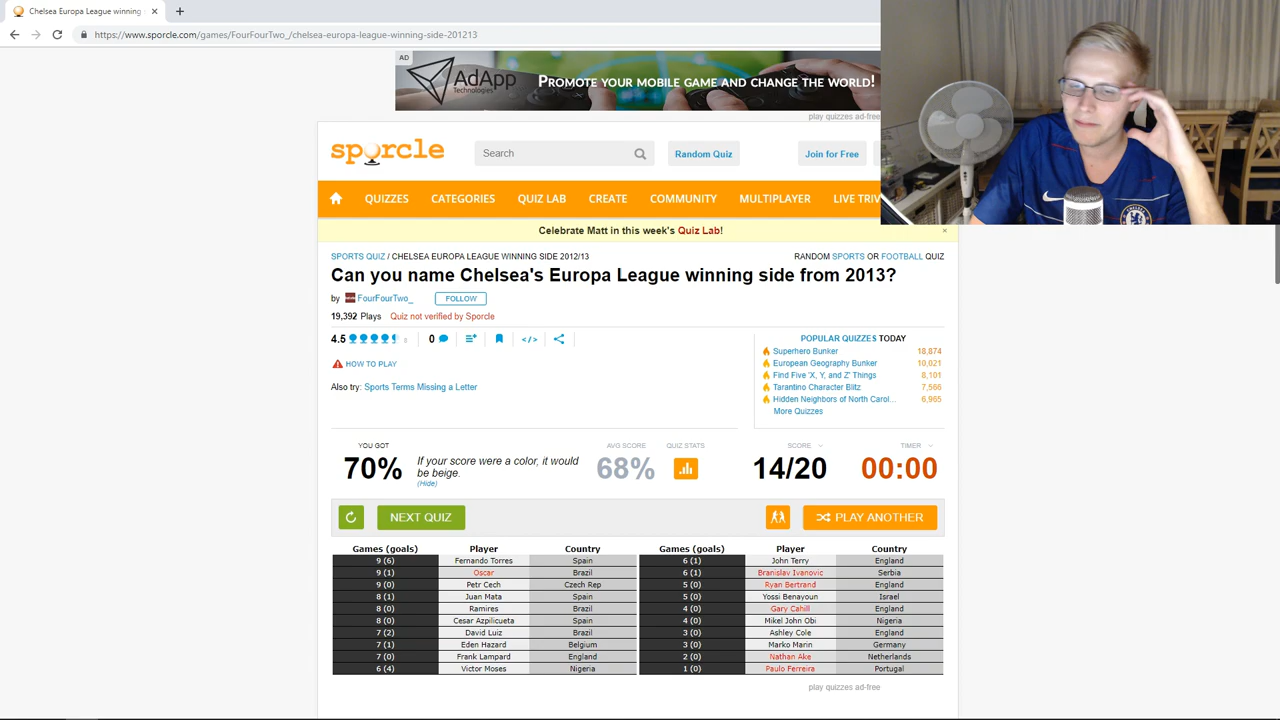 Chelsea Europa League winning
https://www.sporcle.com/games/FourFourTwo_/chelsea-europa-league-winning-side-201213
AD
AdApp
Technologies
PROMOTE YOUR MOBILE GAME AND CHANGE THE WORLD!
play quizzes ad-free
sporcle
Search
Random Quiz
Join for Free
QUIZZES CATEGORIES QUIZ LAB CREATE COMMUNITY MULTIPLAYER LIVE TRIV
Celebrate Matt in this week's Quiz Lab!
SPORTS QUIZ / CHELSEA EUROPA LEAGUE WINNING SIDE 2012/13
RANDOM SPORTS OR FOOTBALL QUIZ
Can you name Chelsea's Europa League winning side from 2013?
by FourFourTwo_ FOLLOW
19,392 Plays Quiz not verified by Sporcle
4.5 8 0
HOW TO PLAY
Also try: Sports Terms Missing a Letter
POPULAR QUIZZES TODAY
Superhero Bunker 18,874
European Geography Bunker 10,021
Find Five 'X, Y, and Z' Things 8,101
Tarantino Character Blitz 7,566
Hidden Neighbors of North Carol... 6,965
More Quizzes
YOU GOT
70%
If your score were a color, it would
be beige.
(Hide)
AVG SCORE
68%
QUIZ STATS
SCORE
14/20
TIMER
00:00
NEXT QUIZ
PLAY ANOTHER
Games (goals) Player Country Games (goals) Player Country
9 (6) Fernando Torres Spain 6 (1) John Terry England
9 (1) Oscar Brazil 6 (1) Branislav Ivanovic Serbia
9 (0) Petr Cech Czech Rep 5 (0) Ryan Bertrand England
8 (1) Juan Mata Spain 5 (0) Yossi Benayoun Israel
8 (0) Ramires Brazil 4 (0) Gary Cahill England
8 (0) Cesar Azpilicueta Spain 4 (0) Mikel John Obi Nigeria
7 (2) David Luiz Brazil 3 (0) Ashley Cole England
7 (1) Eden Hazard Belgium 3 (0) Marko Marin Germany
7 (0) Frank Lampard England 2 (0) Nathan Ake Netherlands
6 (4) Victor Moses Nigeria 1 (0) Paulo Ferreira Portugal
play quizzes ad-free